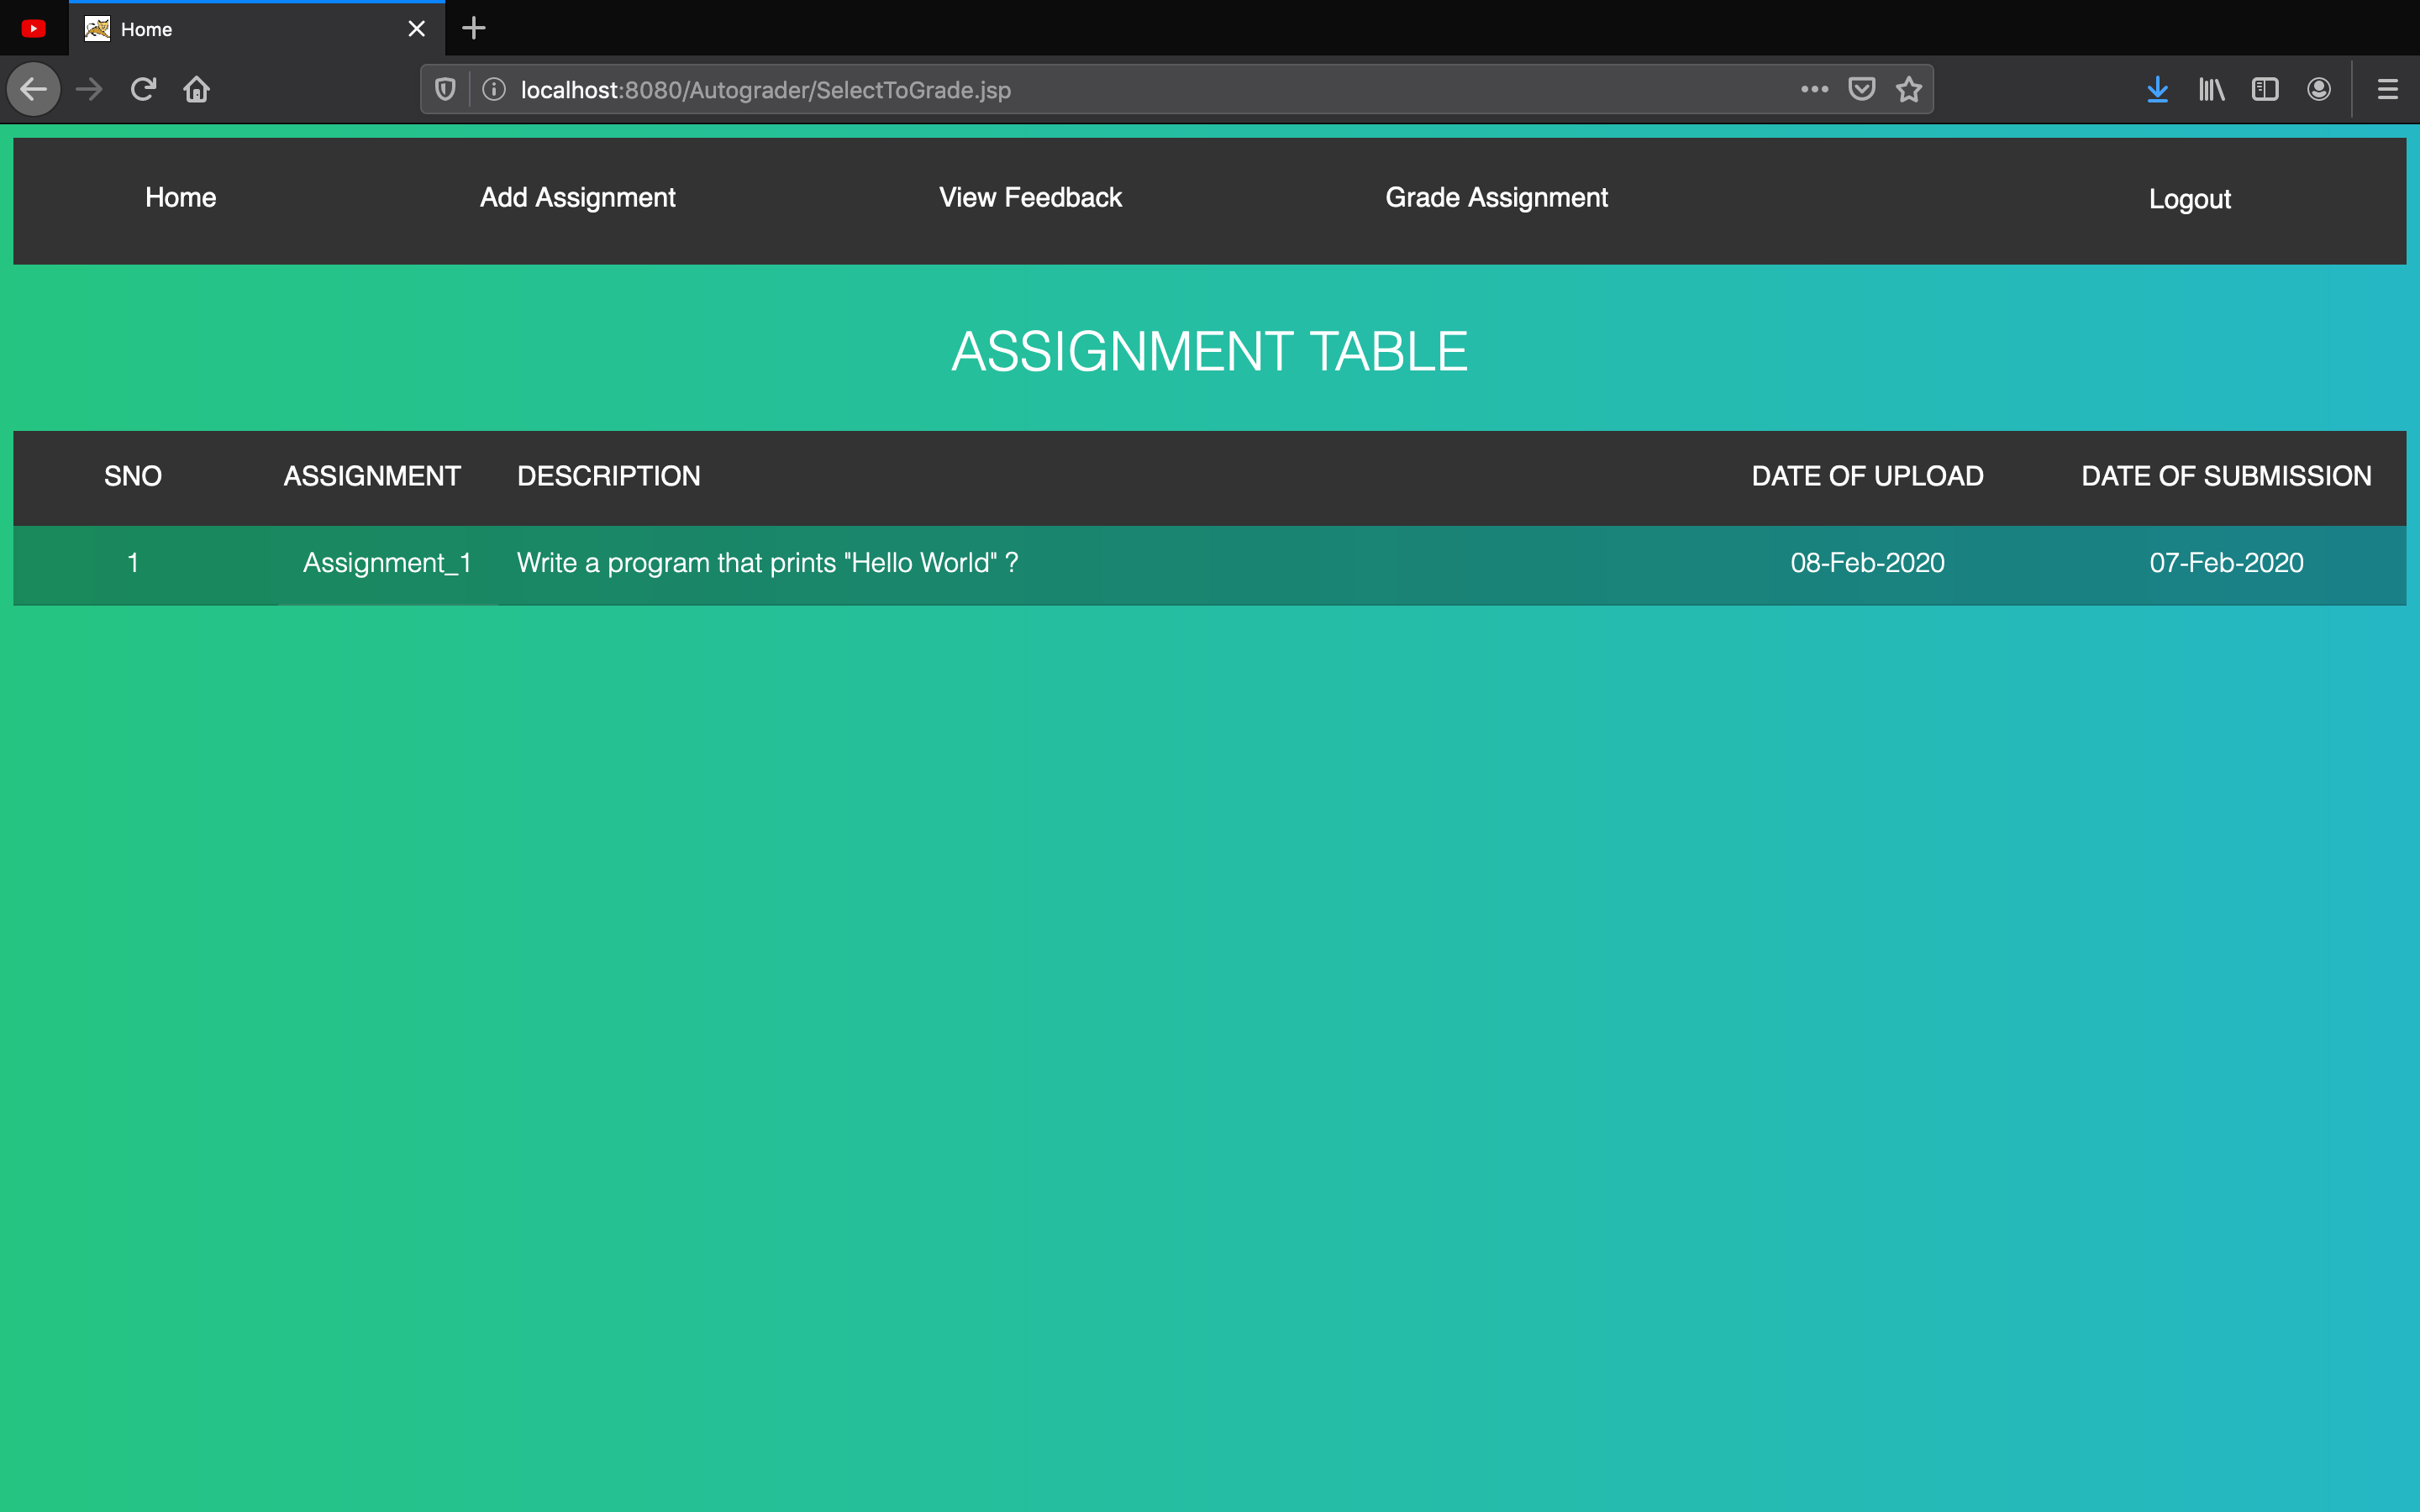 Home
localhost:8080/Autograder/SelectToGrade.jsp
Home Add Assignment View Feedback Grade Assignment Logout
ASSIGNMENT TABLE
SNO ASSIGNMENT DESCRIPTION DATE OF UPLOAD DATE OF SUBMISSION
1 Assignment_1 Write a program that prints "Hello World" ? 08-Feb-2020 07-Feb-2020